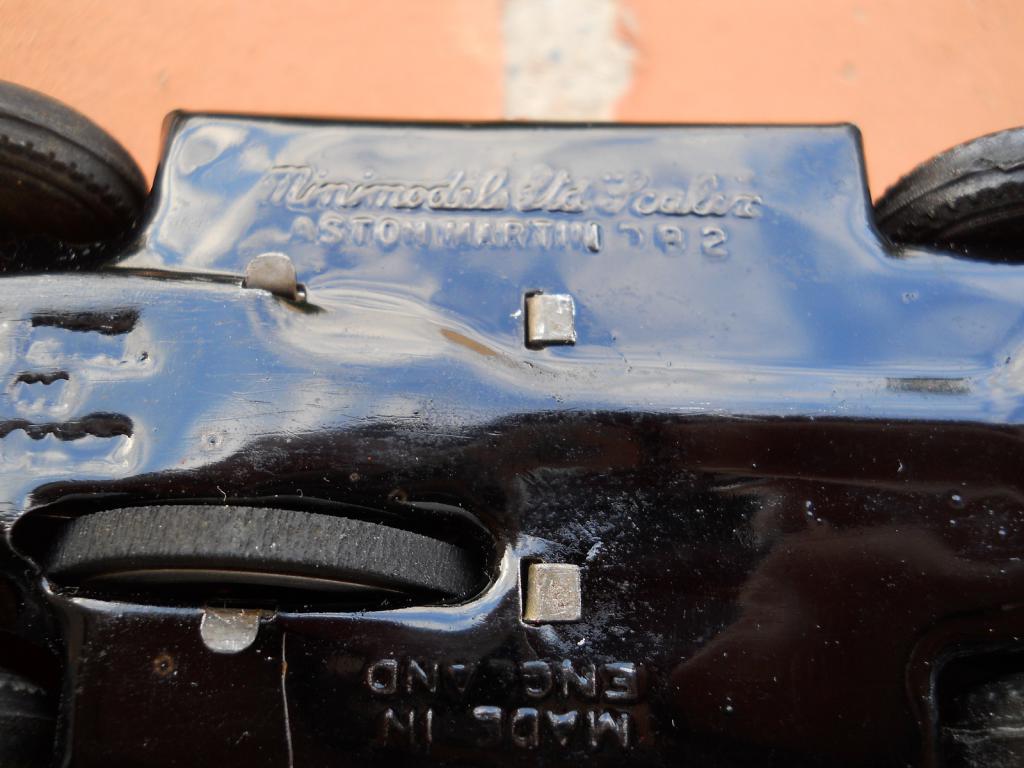 Minimodels Ltd "Scalex"
ASTON MARTIN DB2
MADE IN
ENGLAND